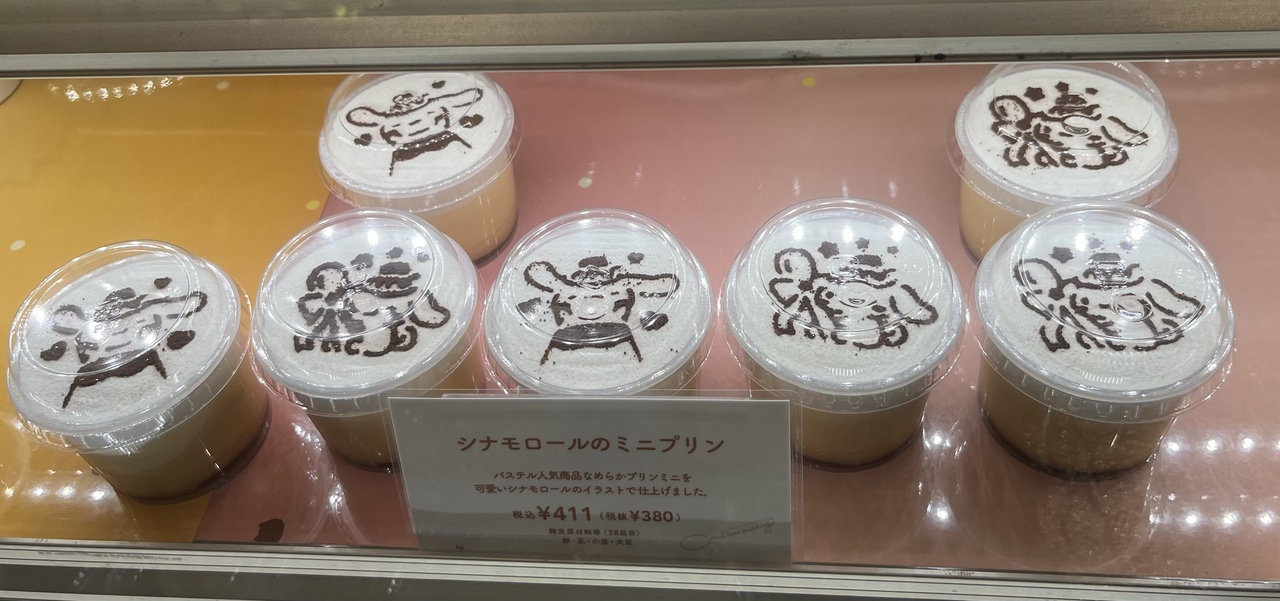 シナモロールのミニプリン
パステル人気商品なめらかプリンミニを
可愛いシナモロールのイラストで仕上げました。
税込¥411(税抜¥380)
特定原材料等(28品目)
卵・乳・小麦・大豆